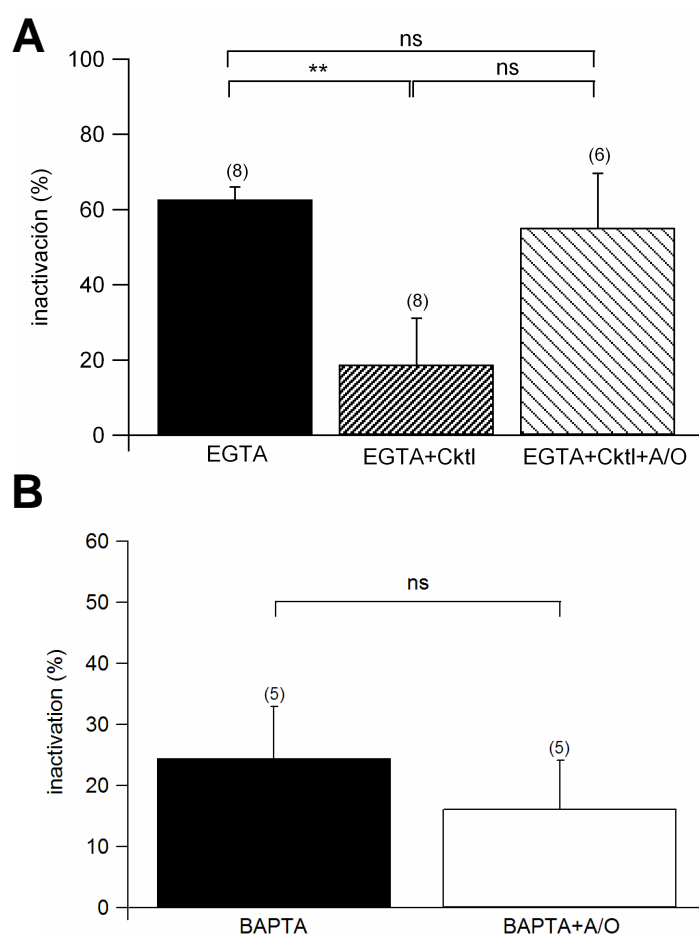 A
ns
** ns
100
80
60
40
20
0
inactivación (%)
(8)
(8)
(6)
EGTA EGTA+Cktl EGTA+Cktl+A/O
B
60
50
40
30
20
10
0
inactivation (%)
ns
(5)
(5)
BAPTA BAPTA+A/O